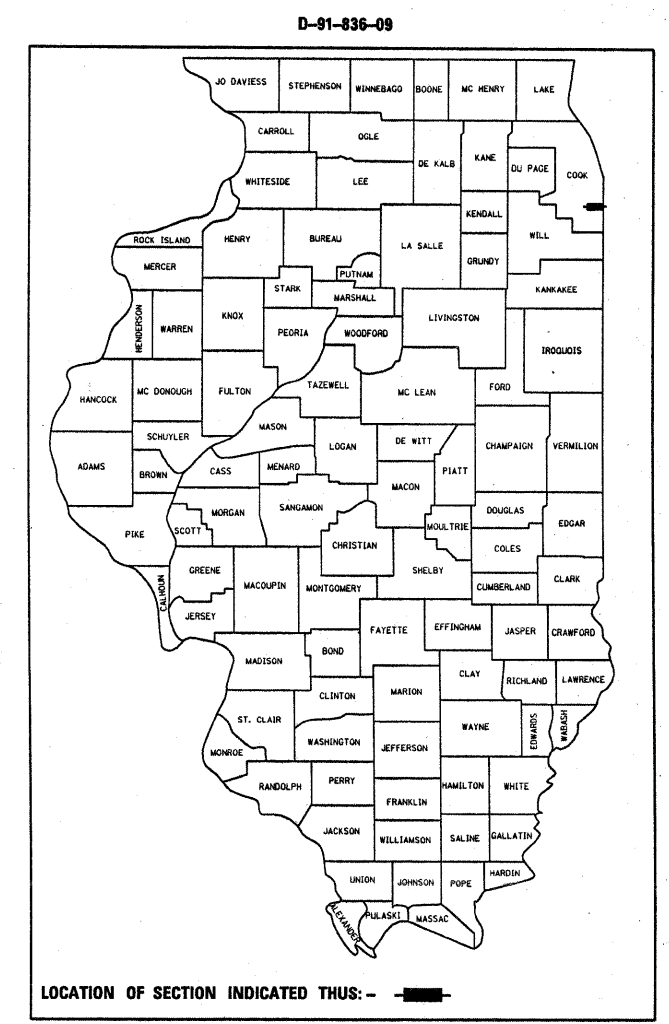 D-91-836-09
JO DAVIESS
STEPHENSON
WINNEBAGO
BOONE
MC HENRY
LAKE
CARROLL
OGLE
DE KALB
KANE
DU PAGE
COOK
WHITESIDE
LEE
KENDALL
WILL
ROCK ISLAND
HENRY
BUREAU
LA SALLE
GRUNDY
MERCER
PUTNAM
STARK
MARSHALL
KANKAKEE
HENDERSON
WARREN
KNOX
PEORIA
WOODFORD
LIVINGSTON
IROQUOIS
HANCOCK
MC DONOUGH
FULTON
TAZEWELL
MC LEAN
FORD
MASON
SCHUYLER
LOGAN
DE WITT
CHAMPAIGN
VERMILION
ADAMS
BROWN
CASS
MENARD
MACON
PIATT
PIKE
SCOTT
MORGAN
SANGAMON
CHRISTIAN
MOULTRIE
DOUGLAS
EDGAR
COLES
CALHOUN
GREENE
MACOUPIN
MONTGOMERY
SHELBY
CUMBERLAND
CLARK
JERSEY
FAYETTE
EFFINGHAM
JASPER
CRAWFORD
MADISON
BOND
CLAY
RICHLAND
LAWRENCE
CLINTON
MARION
ST. CLAIR
WAYNE
EDWARDS
WABASH
MONROE
WASHINGTON
JEFFERSON
RANDOLPH
PERRY
HAMILTON
WHITE
FRANKLIN
JACKSON
WILLIAMSON
SALINE
GALLATIN
UNION
JOHNSON
POPE
HARDIN
ALEXANDER
PULASKI
MASSAC
LOCATION OF SECTION INDICATED THUS: -